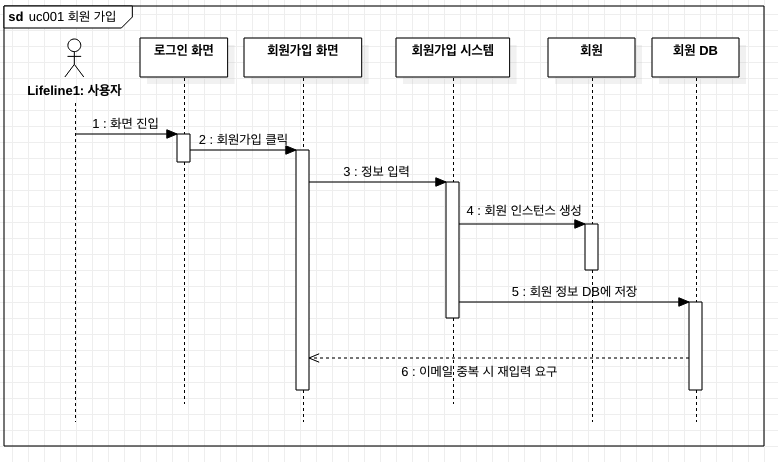 sd uc001 회원 가입
로그인 화면
회원가입 화면
회원가입 시스템
회원
회원 DB
Lifeline1: 사용자
1 : 화면 진입
2 : 회원가입 클릭
3 : 정보 입력
4 : 회원 인스턴스 생성
5 : 회원 정보 DB에 저장
6 : 이메일 중복 시 재입력 요구